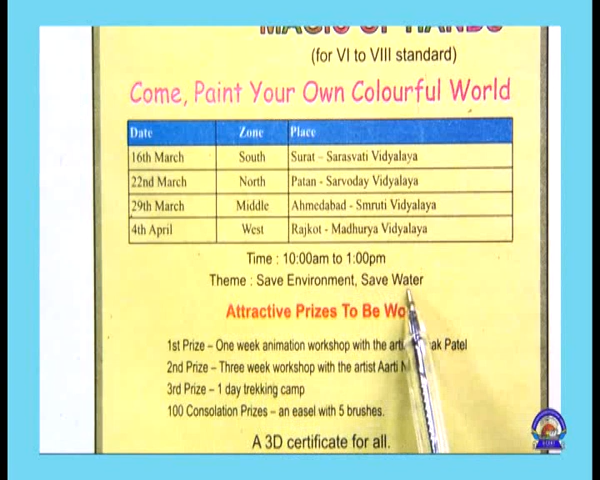 MAGIC OF HANDS
(for VI to VIII standard)
Come, Paint Your Own Colourful World
Date Zone Place
16th March South Surat – Sarasvati Vidyalaya
22nd March North Patan - Sarvoday Vidyalaya
29th March Middle Ahmedabad - Smruti Vidyalaya
4th April West Rajkot - Madhurya Vidyalaya
Time : 10:00am to 1:00pm
Theme : Save Environment, Save Water
Attractive Prizes To Be
1st Prize – One week animation workshop with the Patel
2nd Prize – Three week workshop with the artist Aarti
3rd Prize – 1 day trekking camp
100 Consolation Prizes – an easel with 5 brushes.
A 3D certificate for all.